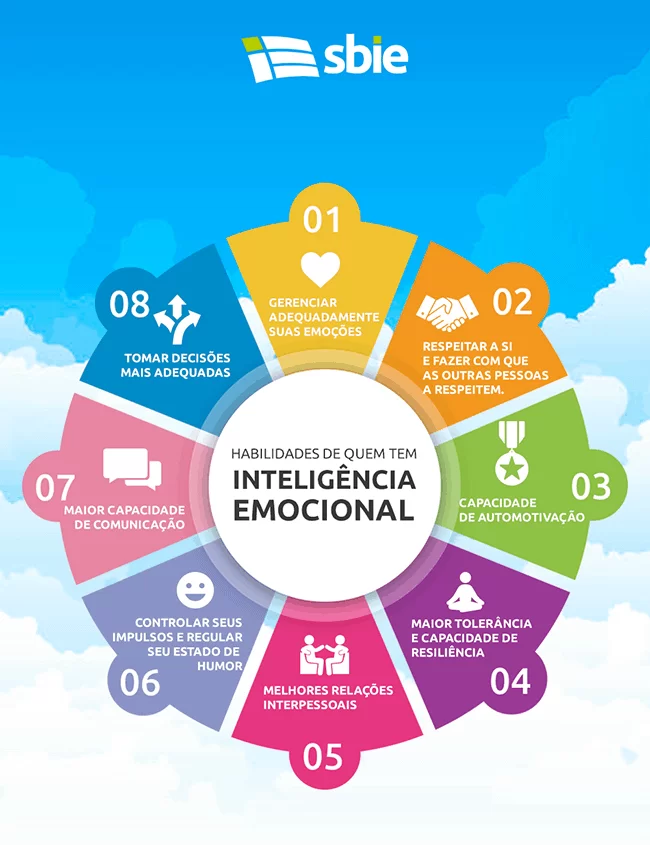 sbie
HABILIDADES DE QUEM TEM
INTELIGÊNCIA
EMOCIONAL
01
GERENCIAR
ADEQUADAMENTE
SUAS EMOÇÕES
02
RESPEITAR A SI
E FAZER COM QUE
AS OUTRAS PESSOAS
A RESPEITEM.
03
CAPACIDADE
DE AUTOMOTIVAÇÃO
MAIOR TOLERÂNCIA
E CAPACIDADE DE
RESILIÊNCIA
04
MELHORES RELAÇÕES
INTERPESSOAIS
05
CONTROLAR SEUS
IMPULSOS E REGULAR
SEU ESTADO DE
HUMOR
06
07
MAIOR CAPACIDADE
DE COMUNICAÇÃO
08
TOMAR DECISÕES
MAIS ADEQUADAS